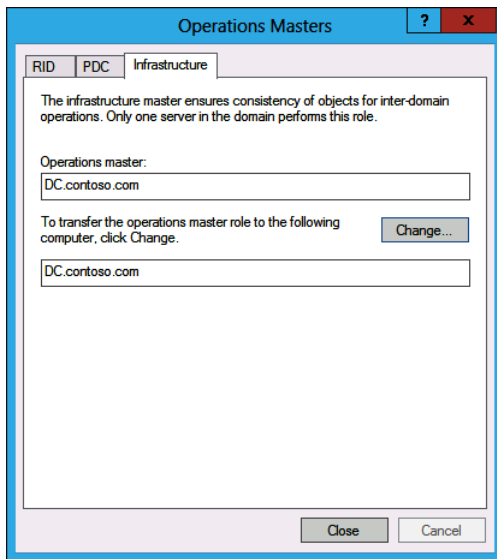 Operations Masters
? x
RID PDC Infrastructure
The infrastructure master ensures consistency of objects for inter-domain
operations. Only one server in the domain performs this role.
Operations master:
DC.contoso.com
To transfer the operations master role to the following
computer, click Change.
Change...
DC.contoso.com
Close Cancel